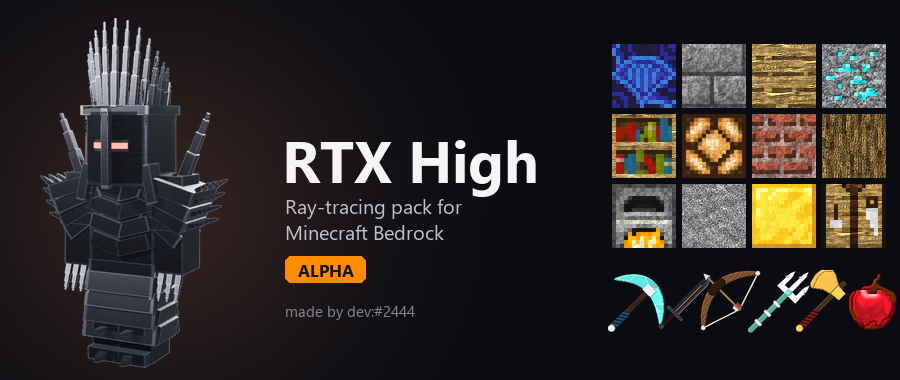 RTX High
Ray-tracing pack for
Minecraft Bedrock
ALPHA
made by dev:#2444